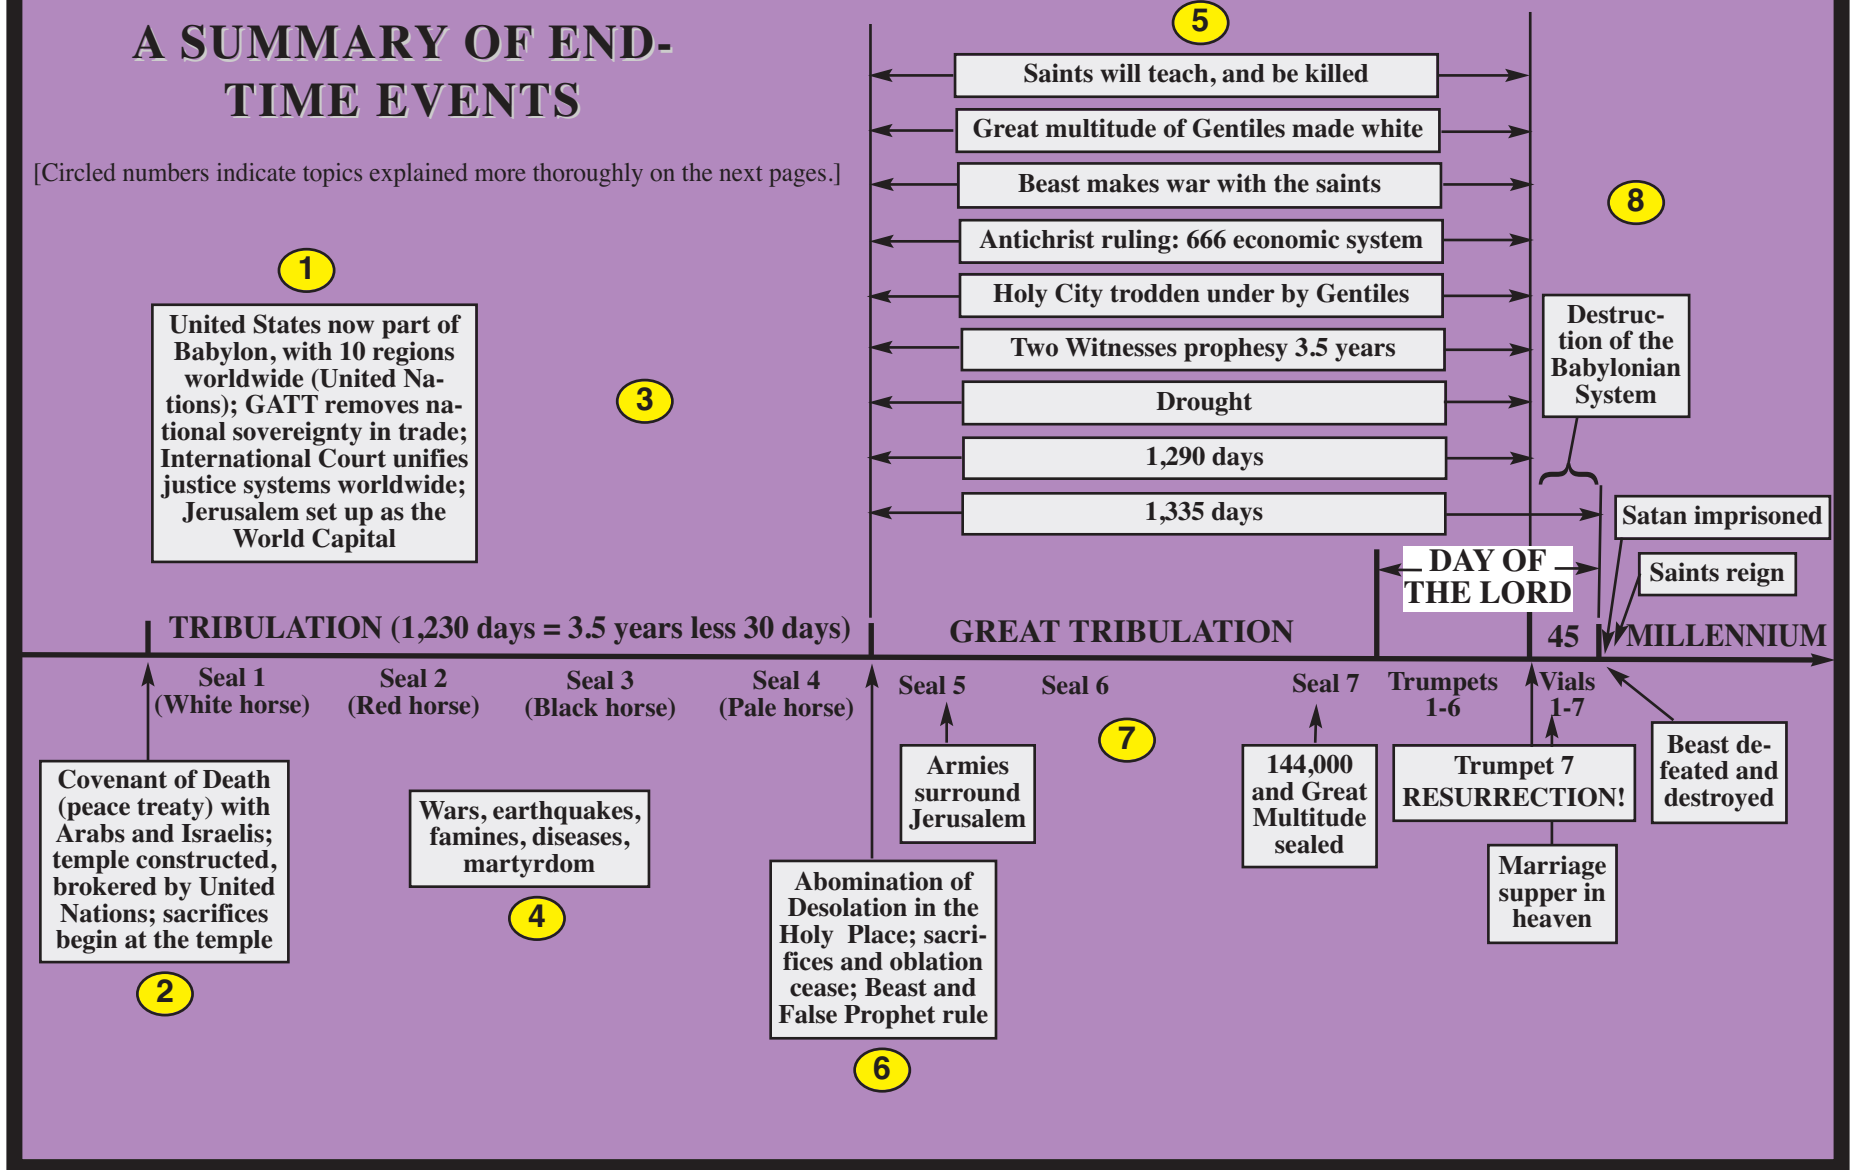 A SUMMARY OF END-
TIME EVENTS
[Circled numbers indicate topics explained more thoroughly on the next pages.]
1
United States now part of
Babylon, with 10 regions
worldwide (United Na-
tions); GATT removes na-
tional sovereignty in trade;
International Court unifies
justice systems worldwide;
Jerusalem set up as the
World Capital
3
5
Saints will teach, and be killed
Great multitude of Gentiles made white
Beast makes war with the saints
Antichrist ruling: 666 economic system
Holy City trodden under by Gentiles
Two Witnesses prophesy 3.5 years
Drought
1,290 days
1,335 days
8
Destruc-
tion of the
Babylonian
System
Satan imprisoned
Saints reign
DAY OF
THE LORD
TRIBULATION (1,230 days = 3.5 years less 30 days)
GREAT TRIBULATION
45
MILLENNIUM
Seal 1
(White horse)
Seal 2
(Red horse)
Seal 3
(Black horse)
Seal 4
(Pale horse)
Seal 5
Seal 6
Seal 7
Trumpets
1-6
Vials
1-7
Covenant of Death
(peace treaty) with
Arabs and Israelis;
temple constructed,
brokered by United
Nations; sacrifices
begin at the temple
2
Wars, earthquakes,
famines, diseases,
martyrdom
4
Abomination of
Desolation in the
Holy Place; sacri-
fices and oblation
cease; Beast and
False Prophet rule
6
Armies
surround
Jerusalem
7
144,000
and Great
Multitude
sealed
Trumpet 7
RESURRECTION!
Marriage
supper in
heaven
Beast de-
feated and
destroyed